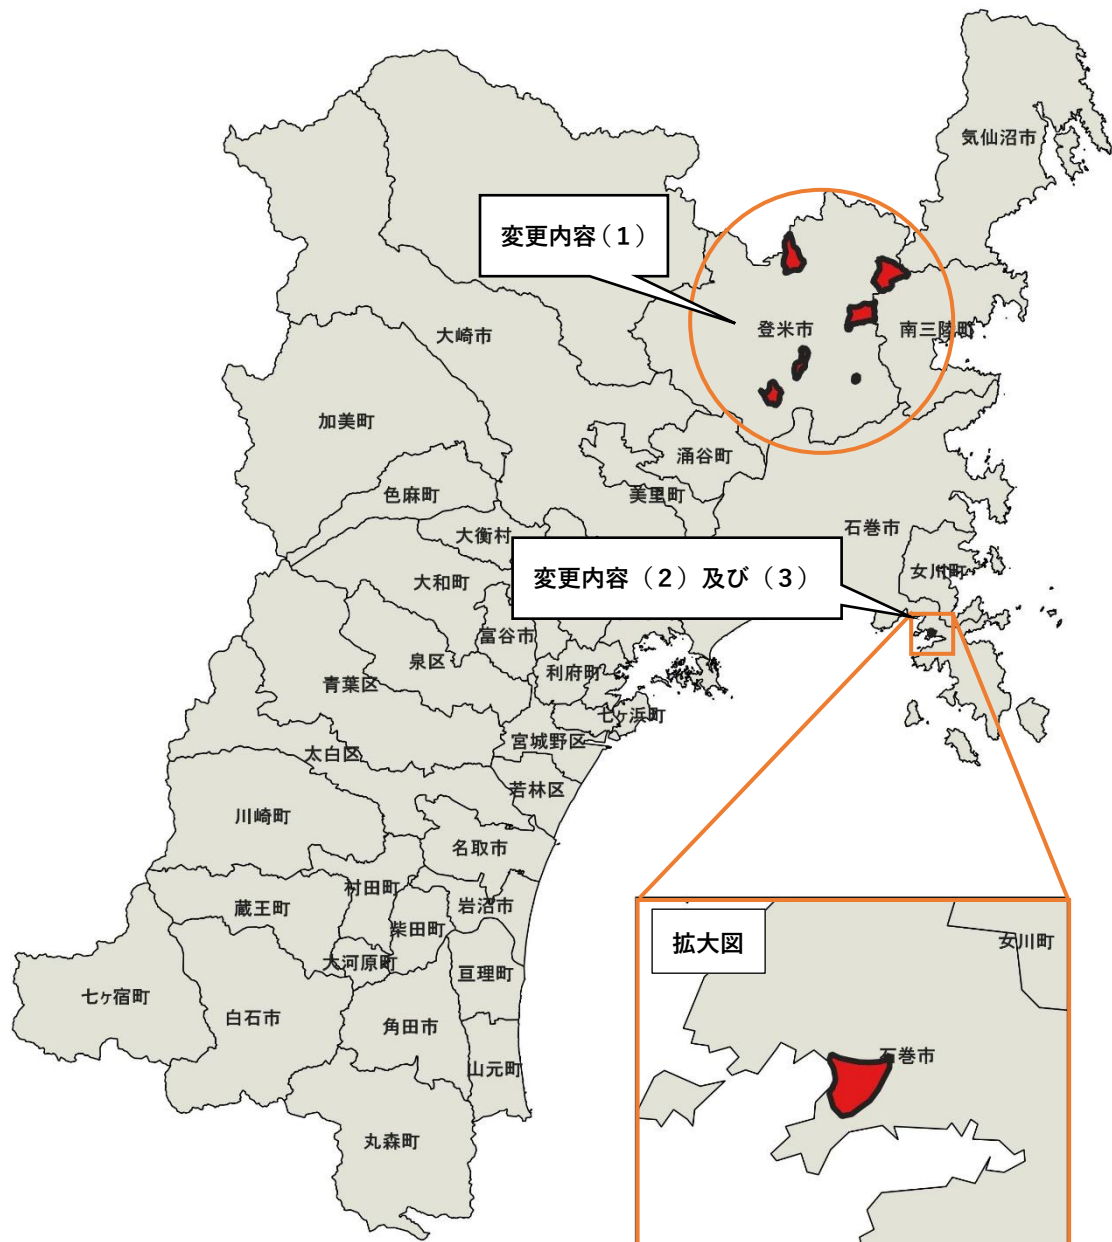 気仙沼市
変更内容(1)
登米市
南三陸町
大崎市
加美町
涌谷町
色麻町
美里町
大衡村
石巻市
変更内容(2)及び(3)
女川町
大和町
富谷市
泉区
利府町
青葉区
七ヶ浜町
宮城野区
太白区
若林区
川崎町
名取市
村田町
蔵王町
岩沼市
柴田町
拡大図
女川町
大河原町
亘理町
七ヶ宿町
白石市
角田市
石巻市
山元町
丸森町